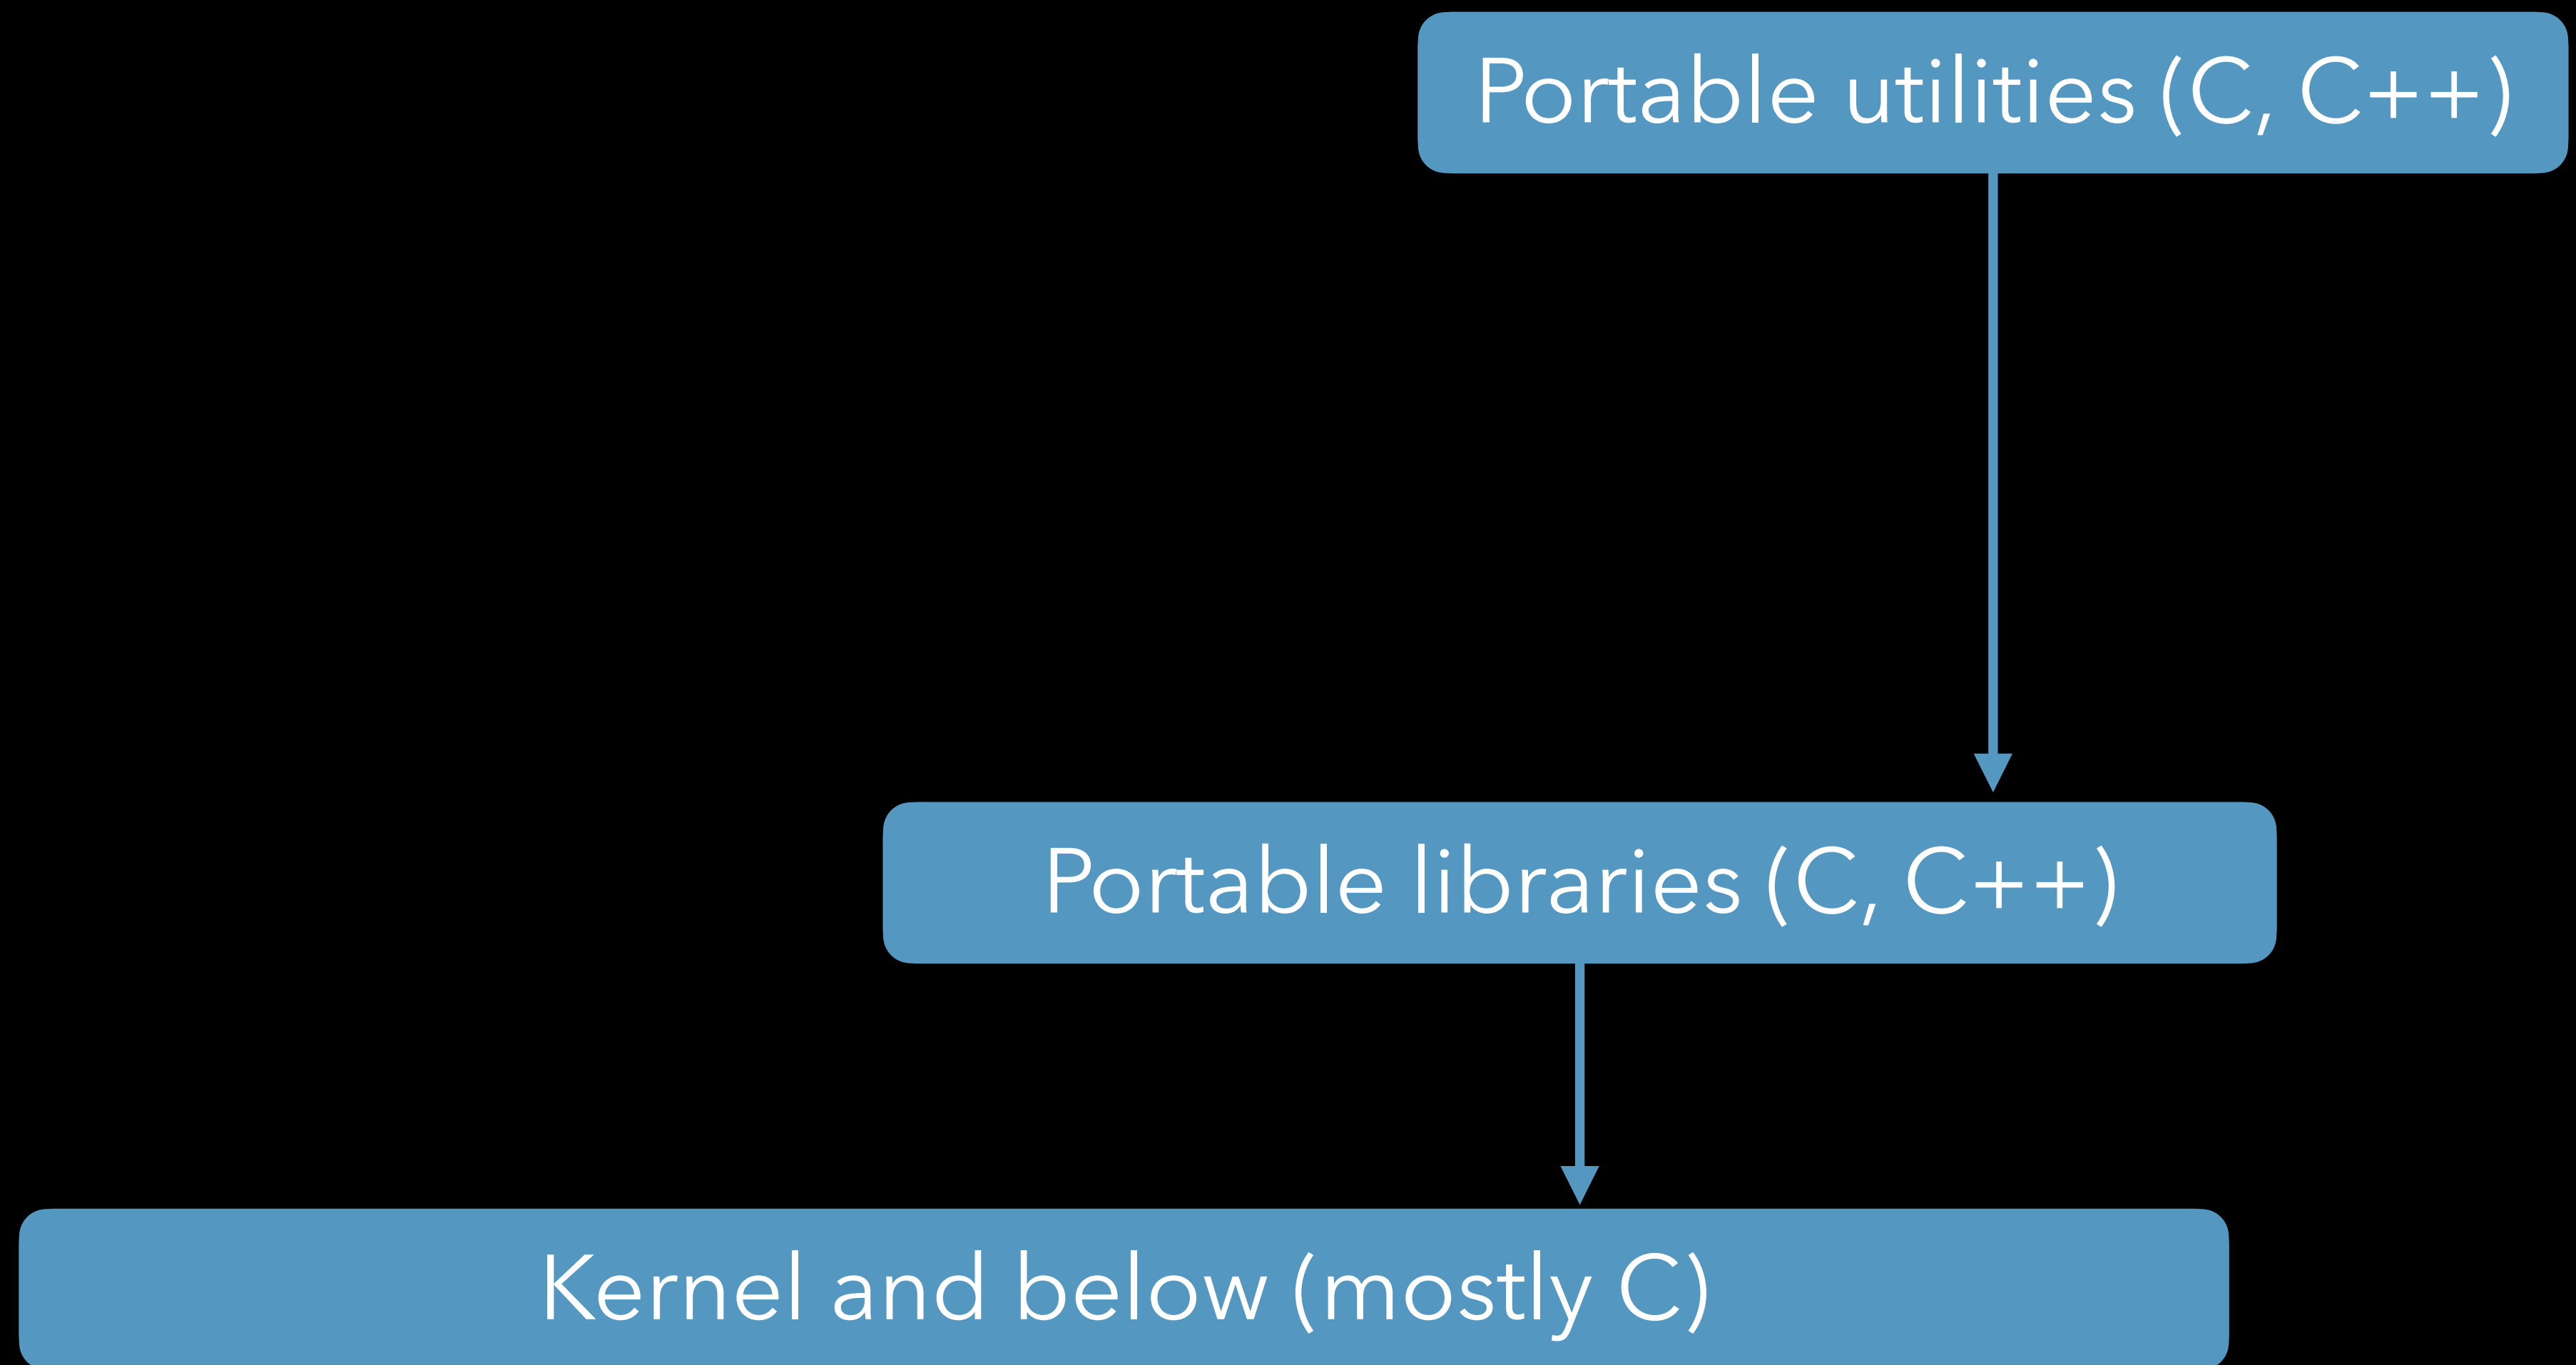 Portable utilities (C, C++)
Portable libraries (C, C++)
Kernel and below (mostly C)